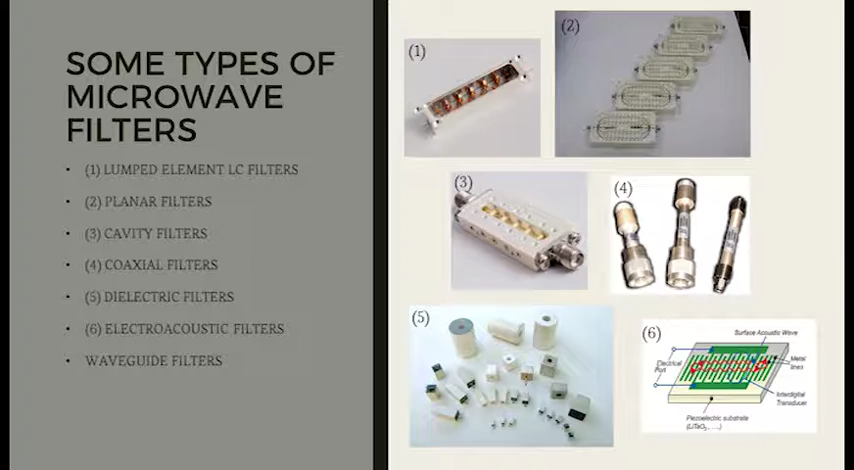 SOME TYPES OF
MICROWAVE
FILTERS
• (1) LUMPED ELEMENT LC FILTERS
• (2) PLANAR FILTERS
• (3) CAVITY FILTERS
• (4) COAXIAL FILTERS
• (5) DIELECTRIC FILTERS
• (6) ELECTROACOUSTIC FILTERS
• WAVEGUIDE FILTERS
(1)
(2)
(3)
(4)
(5)
(6)
Surface Acoustic Wave
Electrical
Port
Metal
lines
Interdigital
Transducer
Piezoelectric substrate
(LiTaO3, ....)